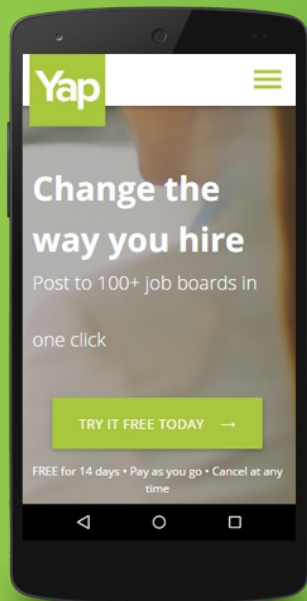 Yap
Change the
way you hire
Post to 100+ job boards in
one click
TRY IT FREE TODAY →
FREE for 14 days • Pay as you go • Cancel at any
time